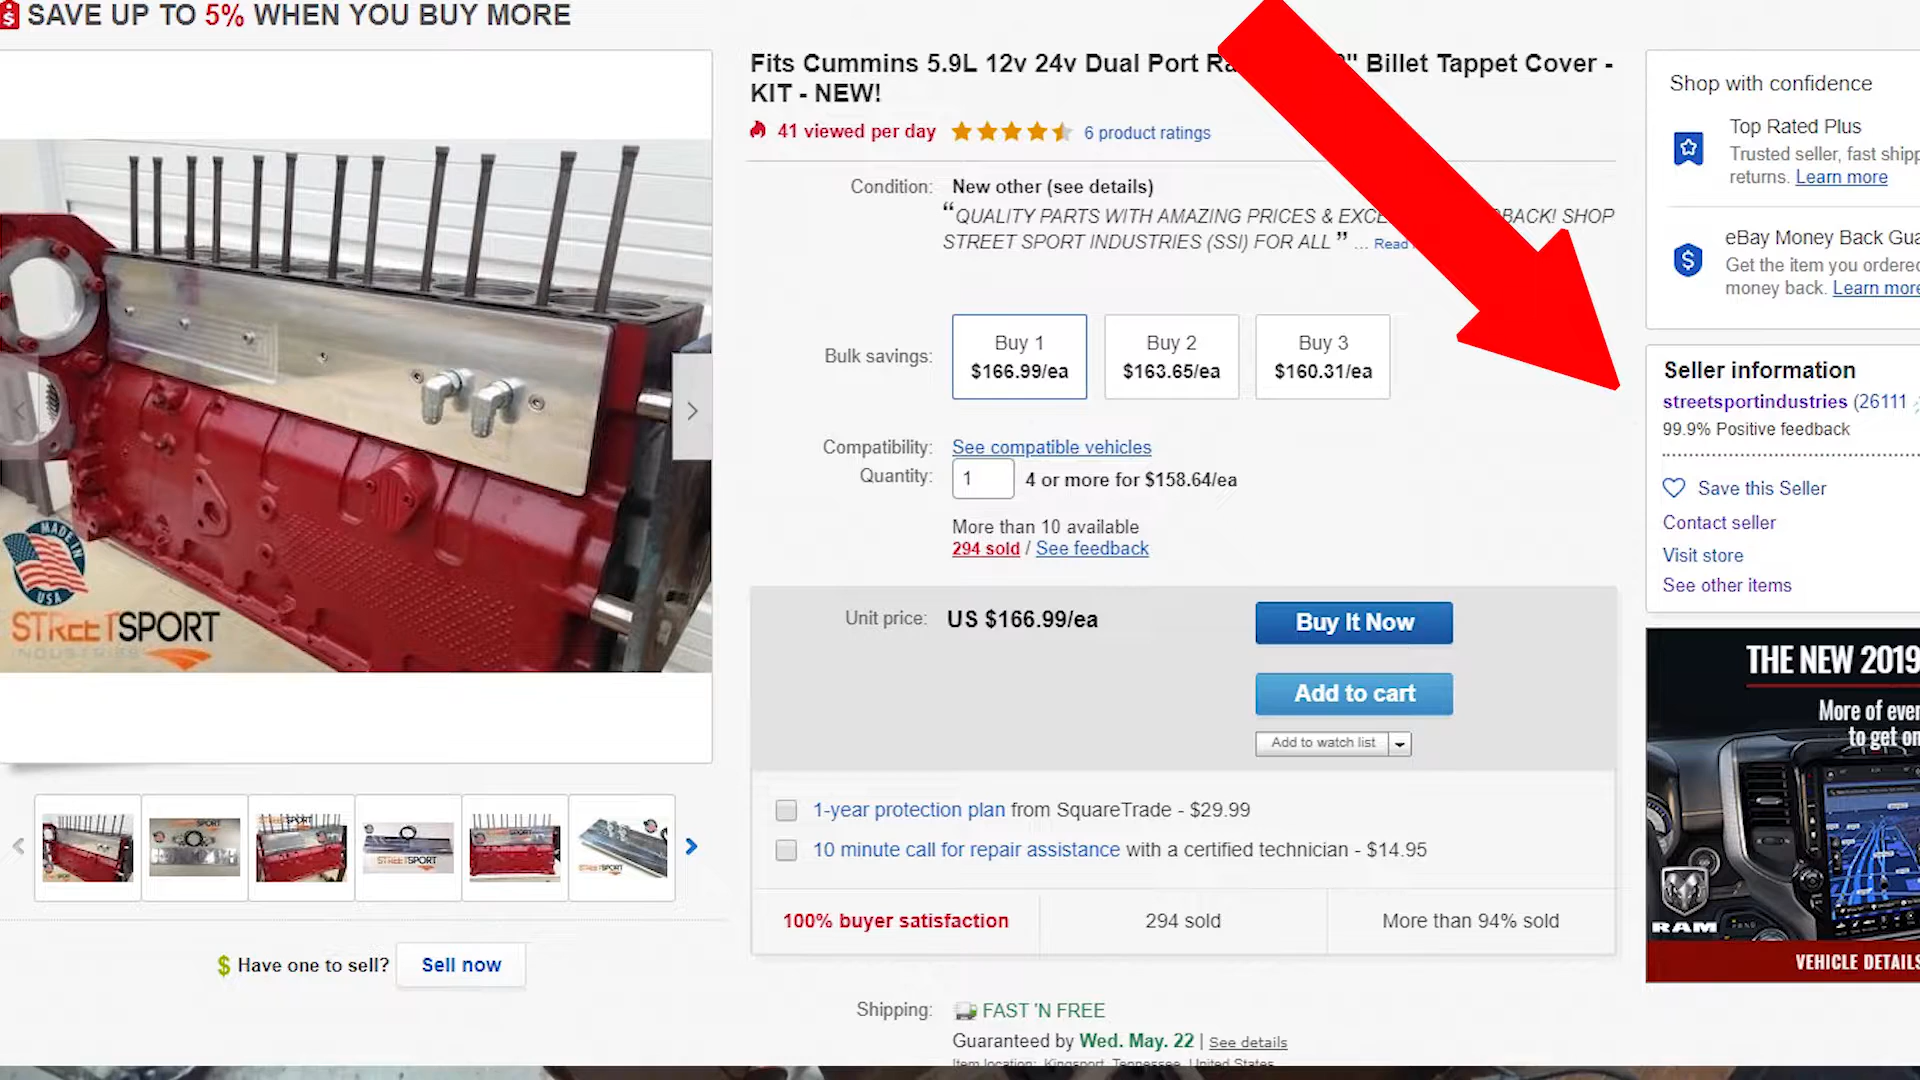 SAVE UP TO 5% WHEN YOU BUY MORE
Fits Cummins 5.9L 12v 24v Dual Port Billet Tappet Cover -
KIT - NEW!
41 viewed per day 6 product ratings
Condition: New other (see details)
“QUALITY PARTS WITH AMAZING PRICES & SHOP
STREET SPORT INDUSTRIES (SSI) FOR ALL ” ... Read
Bulk savings:
Buy 1
$166.99/ea
Buy 2
$163.65/ea
Buy 3
$160.31/ea
Compatibility: See compatible vehicles
Quantity: 1 4 or more for $158.64/ea
More than 10 available
294 sold / See feedback
Unit price: US $166.99/ea
Buy It Now
Add to cart
Add to watch list
1-year protection plan from SquareTrade - $29.99
10 minute call for repair assistance with a certified technician - $14.95
100% buyer satisfaction 294 sold More than 94% sold
Shipping: FAST 'N FREE
Guaranteed by Wed. May. 22 | See details
Item location: Kingsport, Tennessee, United States
MADE IN
USA
STREETSPORT
INDUSTRIES
$ Have one to sell? Sell now
Shop with confidence
Top Rated Plus
Trusted seller, fast
returns. Learn more
eBay Money Back
Get the item you ordered
money back. Learn more
Seller information
streetsportindustries (26111
99.9% Positive feedback
Save this Seller
Contact seller
Visit store
See other items
THE NEW 2019
More of
to get
RAM
VEHICLE DETAILS